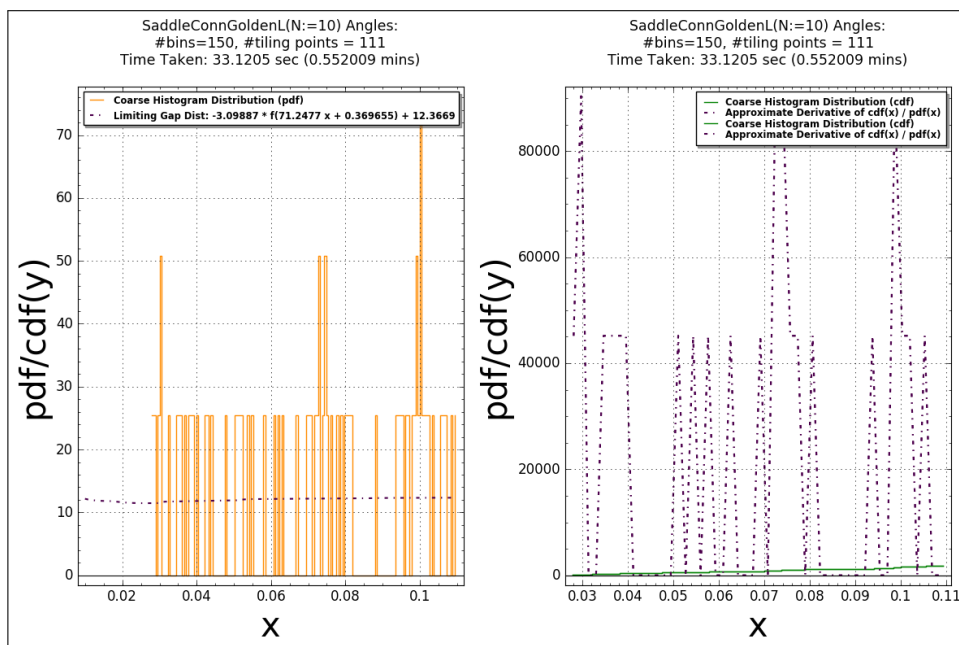 SaddleConnGoldenL(N:=10) Angles:
#bins=150, #tiling points = 111
Time Taken: 33.1205 sec (0.552009 mins)
Coarse Histogram Distribution (pdf)
Limiting Gap Dist: -3.09887 * f(71.2477 x + 0.369655) + 12.3669
pdf/cdf(y)
70
60
50
40
30
20
10
0
0.02
0.04
0.06
0.08
0.1
x
SaddleConnGoldenL(N:=10) Angles:
#bins=150, #tiling points = 111
Time Taken: 33.1205 sec (0.552009 mins)
Coarse Histogram Distribution (cdf)
Approximate Derivative of cdf(x) / pdf(x)
Coarse Histogram Distribution (cdf)
Approximate Derivative of cdf(x) / pdf(x)
pdf/cdf(y)
80000
60000
40000
20000
0
0.03
0.04
0.05
0.06
0.07
0.08
0.09
0.1
0.11
x